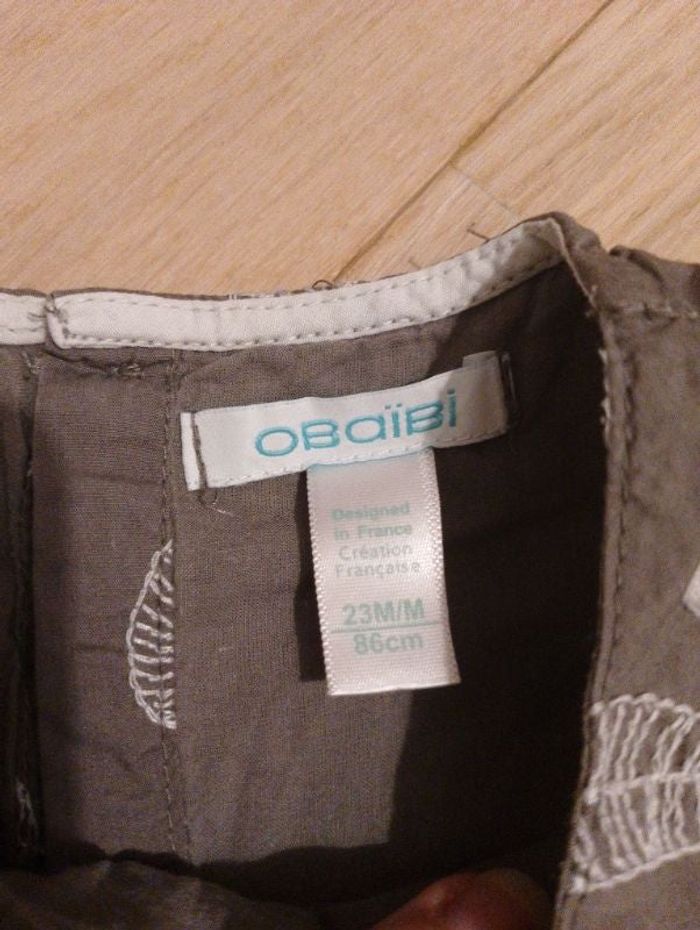 OBaïBi
Designed
in France
Création
Française
23M/M
86cm